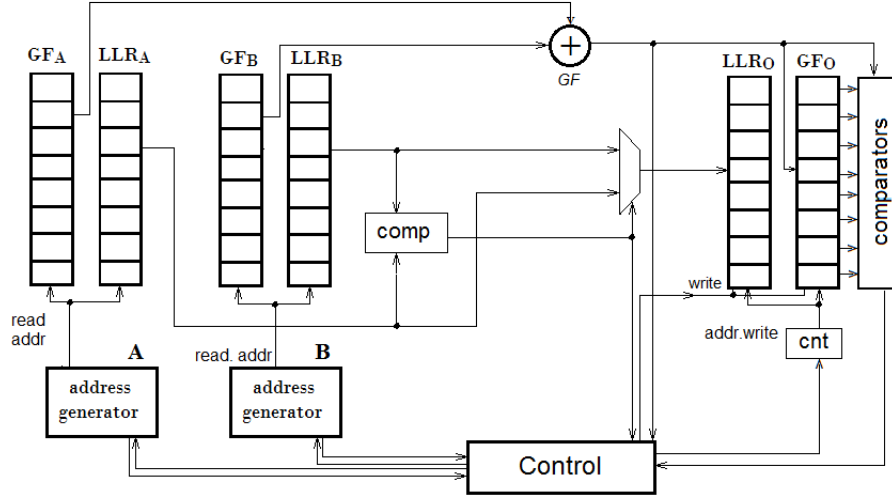 GFA LLRA
GFB LLRB
+
GF
LLRO GFO
comparators
comp
write
read
addr
A
read. addr
B
addr.write
cnt
address
generator
address
generator
Control